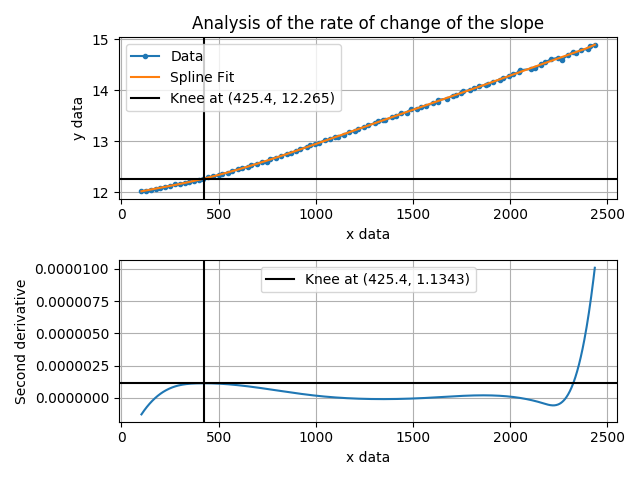 Analysis of the rate of change of the slope
15
14
13
12
y data
Data
Spline Fit
Knee at (425.4, 12.265)
0
500
1000
1500
2000
2500
x data
0.0000100
0.0000075
0.0000050
0.0000025
0.0000000
Second derivative
Knee at (425.4, 1.1343)
0
500
1000
1500
2000
2500
x data